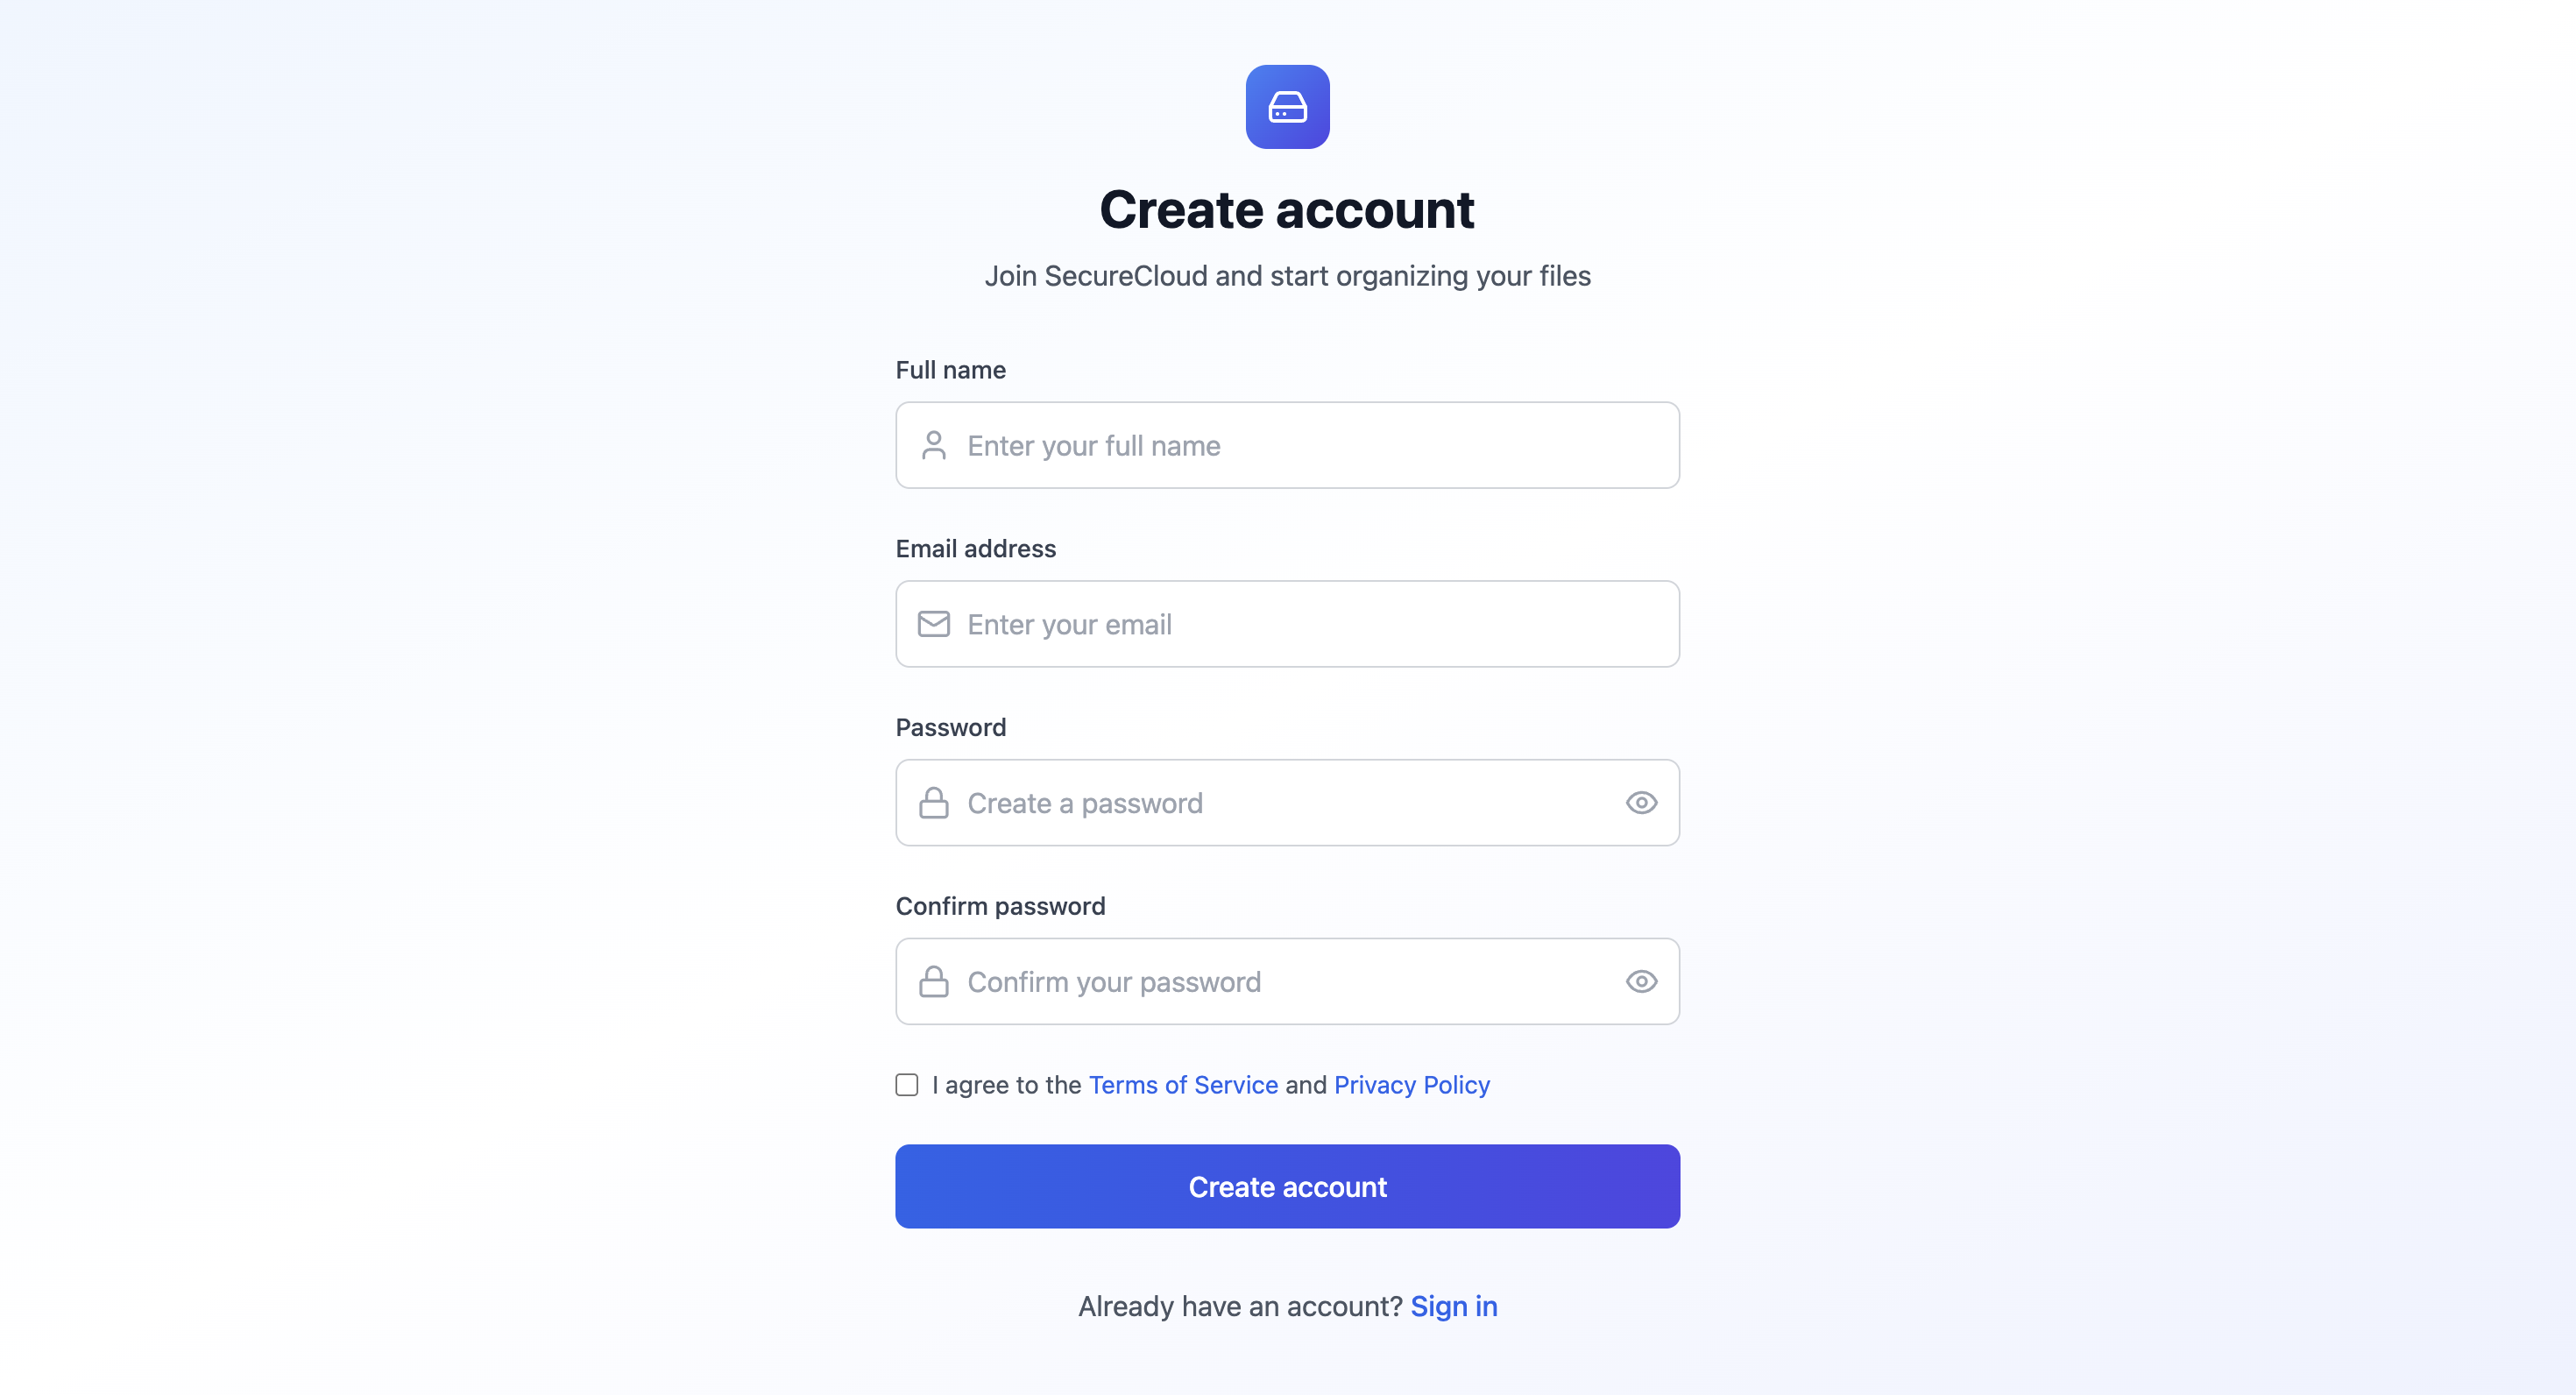 Create account
Join SecureCloud and start organizing your files
Full name
Enter your full name
Email address
Enter your email
Password
Create a password
Confirm password
Confirm your password
I agree to the Terms of Service and Privacy Policy
Create account
Already have an account? Sign in